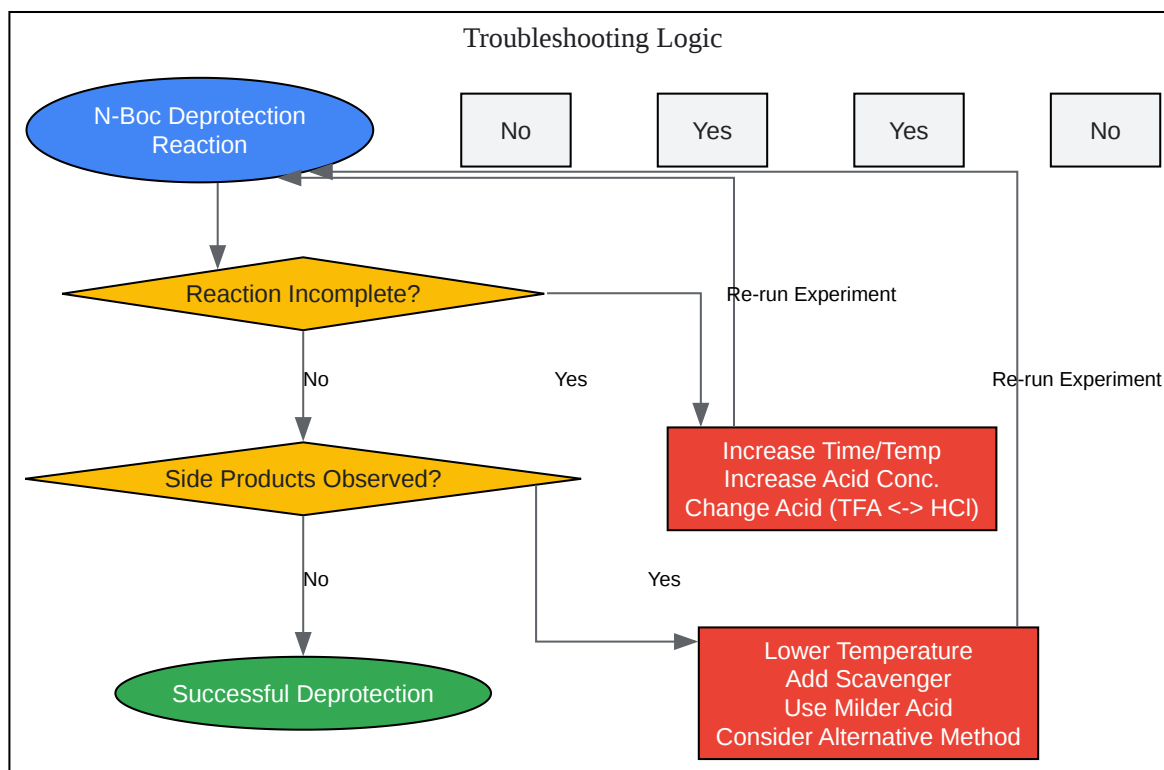 Troubleshooting Logic
N-Boc Deprotection
Reaction
No
Yes
Yes
No
Reaction Incomplete?
Re-run Experiment
No
Yes
Re-run Experiment
Increase Time/Temp
Increase Acid Conc.
Change Acid (TFA <-> HCl)
Side Products Observed?
No
Yes
Lower Temperature
Add Scavenger
Use Milder Acid
Consider Alternative Method
Successful Deprotection